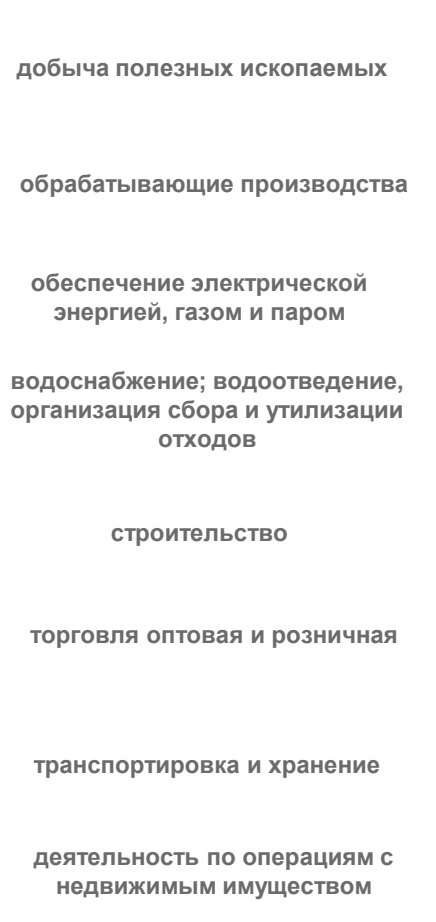 добыча полезных ископаемых
обрабатывающие производства
обеспечение электрической
энергией, газом и паром
водоснабжение; водоотведение,
организация сбора и утилизации
отходов
строительство
торговля оптовая и розничная
транспортировка и хранение
деятельность по операциям с
недвижимым имуществом